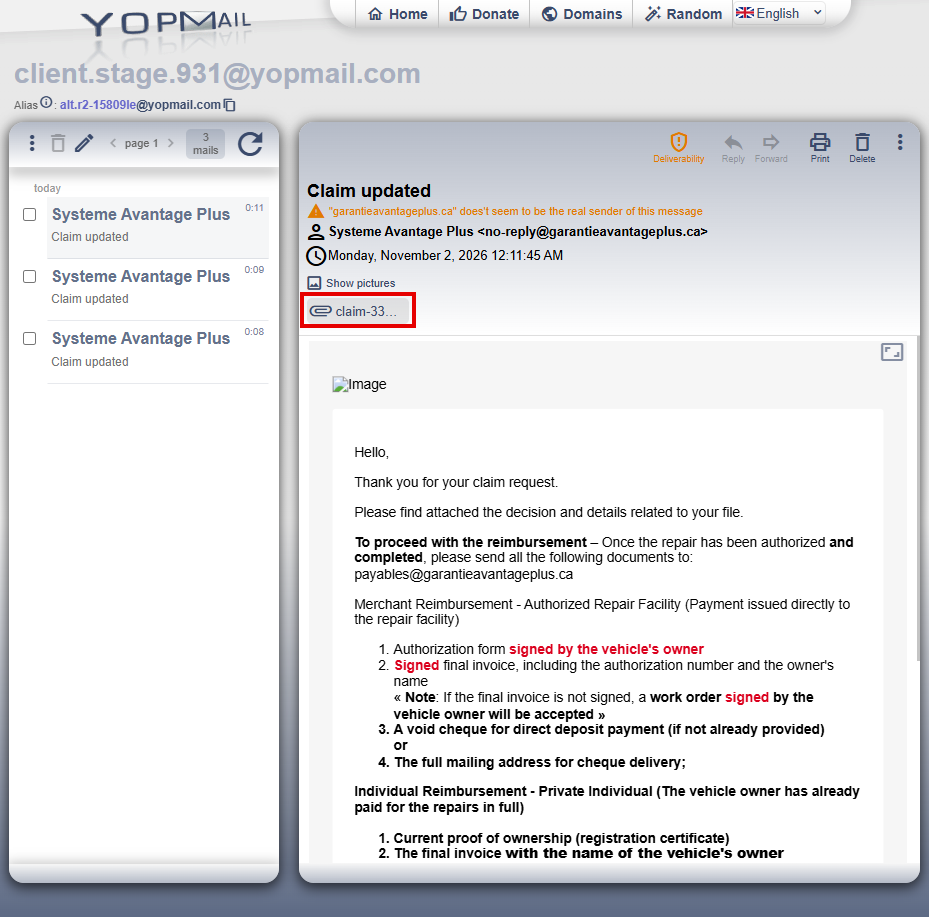 YOPMAIL
Home
Donate
Domains
Random
English
client.stage.931@yopmail.com
Alias : alt.r2-15809le@yopmail.com
page 1
3
mails
today
Systeme Avantage Plus 0:11
Claim updated
Systeme Avantage Plus 0:09
Claim updated
Systeme Avantage Plus 0:08
Claim updated
Deliverability
Reply
Forward
Print
Delete
Claim updated
"garantieavantageplus.ca" does't seem to be the real sender of this message
Systeme Avantage Plus <no-reply@garantieavantageplus.ca>
Monday, November 2, 2026 12:11:45 AM
Show pictures
claim-33...
Image
Hello,
Thank you for your claim request.
Please find attached the decision and details related to your file.
To proceed with the reimbursement – Once the repair has been authorized and
completed, please send all the following documents to:
payables@garantieavantageplus.ca
Merchant Reimbursement - Authorized Repair Facility (Payment issued directly to
the repair facility)
1. Authorization form signed by the vehicle's owner
2. Signed final invoice, including the authorization number and the owner's
name
« Note: If the final invoice is not signed, a work order signed by the
vehicle owner will be accepted »
3. A void cheque for direct deposit payment (if not already provided)
or
4. The full mailing address for cheque delivery;
Individual Reimbursement - Private Individual (The vehicle owner has already
paid for the repairs in full)
1. Current proof of ownership (registration certificate)
2. The final invoice with the name of the vehicle's owner